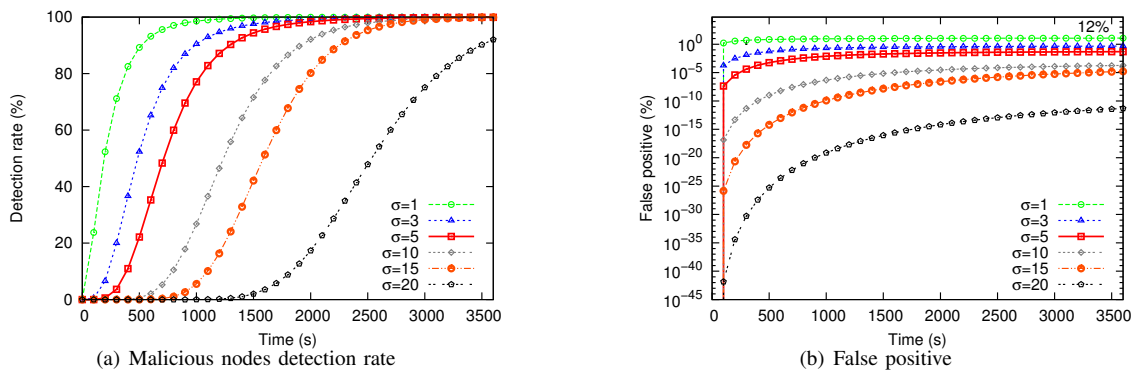 100
80
60
40
20
0
Detection rate (%)
0 500 1000 1500 2000 2500 3000 3500
Time (s)
σ=1
σ=3
σ=5
σ=10
σ=15
σ=20
(a) Malicious nodes detection rate
12%
10^0
10^-5
10^-10
10^-15
10^-20
10^-25
10^-30
10^-35
10^-40
10^-45
False positive (%)
0 500 1000 1500 2000 2500 3000 3500
Time (s)
σ=1
σ=3
σ=5
σ=10
σ=15
σ=20
(b) False positive